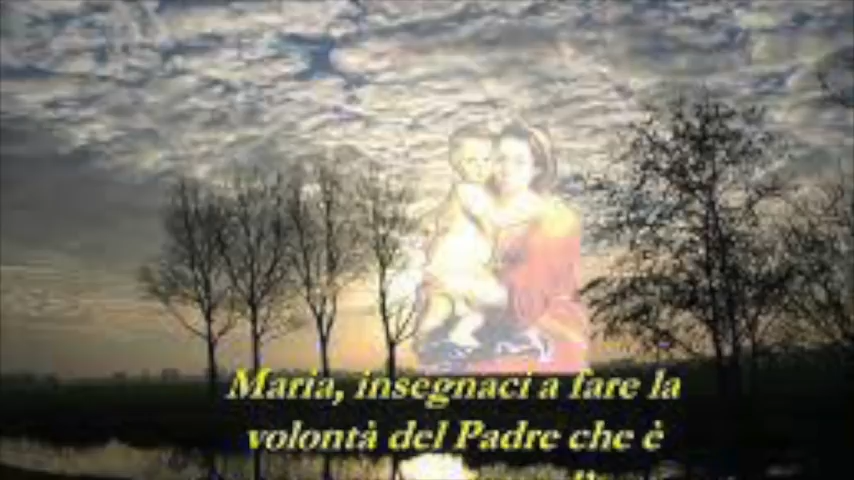 Maria, insegnaci a fare la
volontà del Padre che è